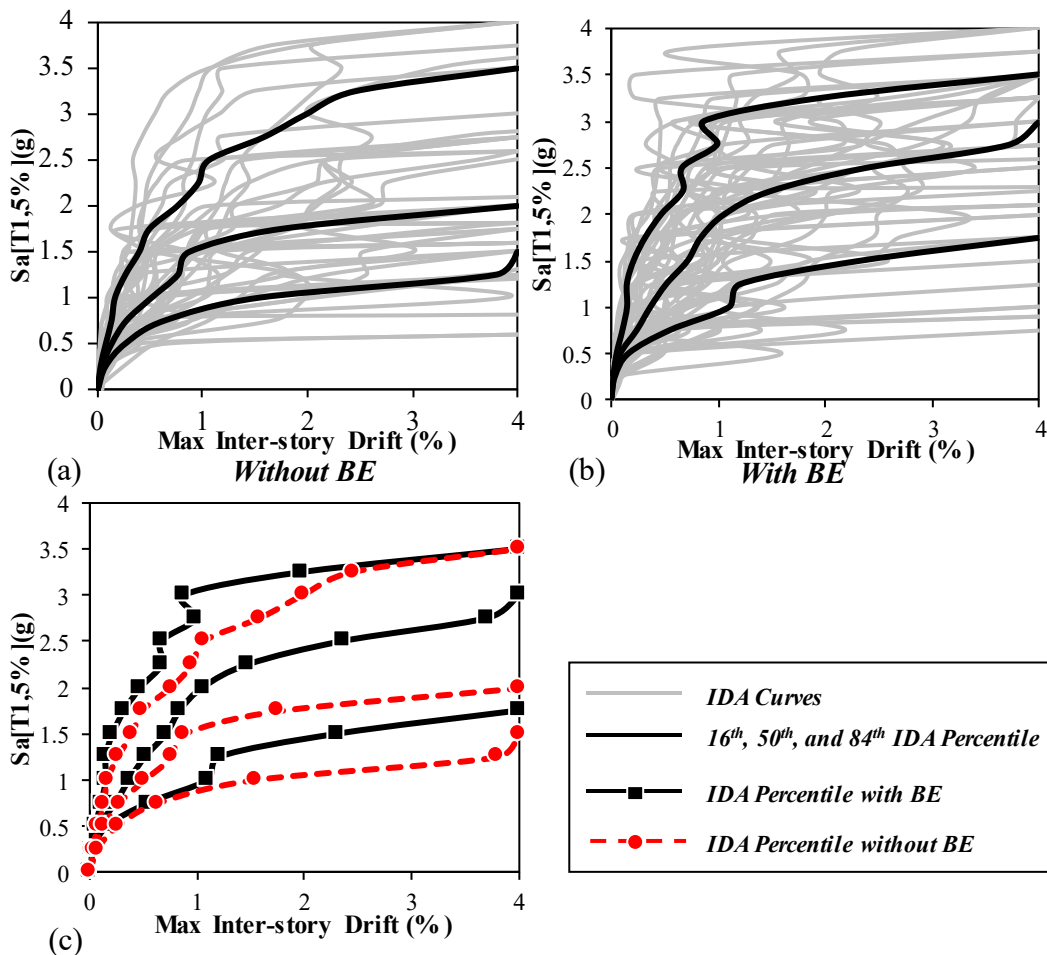 4
3.5
3
2.5
2
1.5
1
0.5
0
Sa[T1,5%](g)
0 1 2 3 4
Max Inter-story Drift (%)
(a) Without BE
4
3.5
3
2.5
2
1.5
1
0.5
0
Sa[T1,5%](g)
0 1 2 3 4
Max Inter-story Drift (%)
(b) With BE
4
3.5
3
2.5
2
1.5
1
0.5
0
Sa[T1,5%](g)
0 1 2 3 4
Max Inter-story Drift (%)
(c)
IDA Curves
16th, 50th, and 84th IDA Percentile
IDA Percentile with BE
IDA Percentile without BE